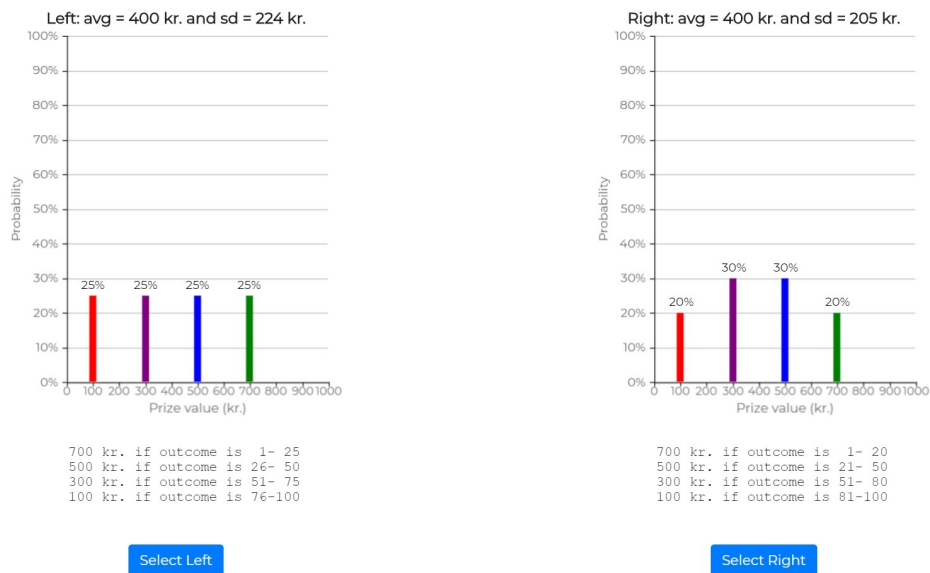 Left: avg = 400 kr. and sd = 224 kr.
100%
90%
80%
70%
60%
50%
40%
30%
20%
10%
0%
Probability
25%
25%
25%
25%
0 100 200 300 400 500 600 700 800 900 1000
Prize value (kr.)
700 kr. if outcome is 1- 25
500 kr. if outcome is 26- 50
300 kr. if outcome is 51- 75
100 kr. if outcome is 76-100
Select Left
Right: avg = 400 kr. and sd = 205 kr.
100%
90%
80%
70%
60%
50%
40%
30%
20%
10%
0%
Probability
20%
30%
30%
20%
0 100 200 300 400 500 600 700 800 900 1000
Prize value (kr.)
700 kr. if outcome is 1- 20
500 kr. if outcome is 21- 50
300 kr. if outcome is 51- 80
100 kr. if outcome is 81-100
Select Right